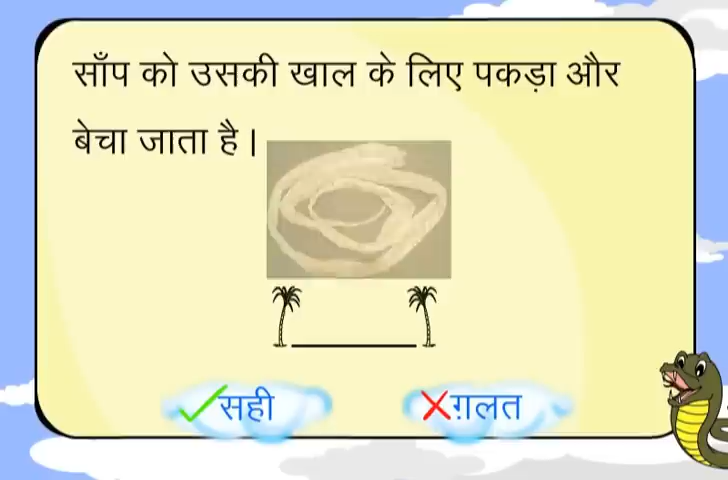 साँप को उसकी खाल के लिए पकड़ा और
बेचा जाता है।
सही
ग़लत